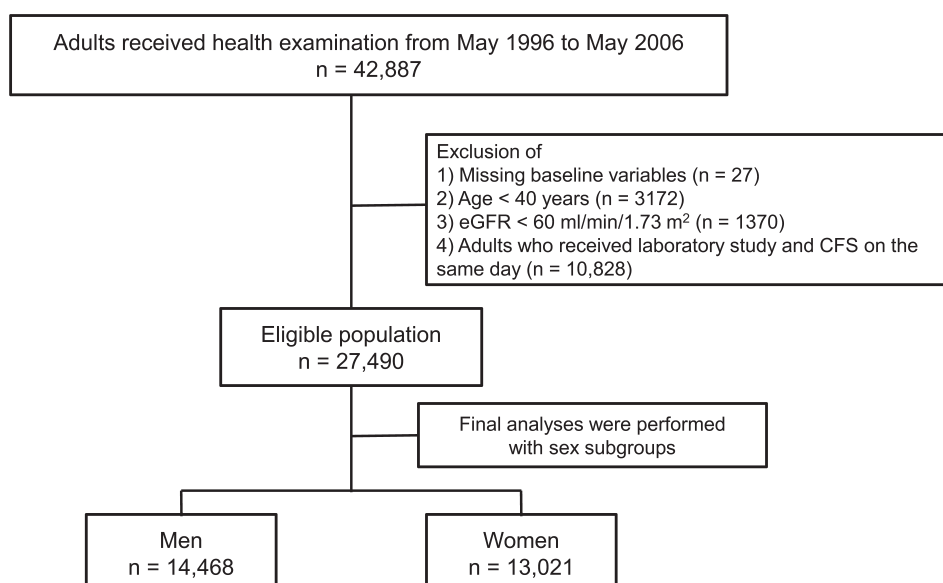 Adults received health examination from May 1996 to May 2006
n = 42,887
Exclusion of
1) Missing baseline variables (n = 27)
2) Age < 40 years (n = 3172)
3) eGFR < 60 ml/min/1.73 m² (n = 1370)
4) Adults who received laboratory study and CFS on the
same day (n = 10,828)
Eligible population
n = 27,490
Final analyses were performed
with sex subgroups
Men
n = 14,468
Women
n = 13,021